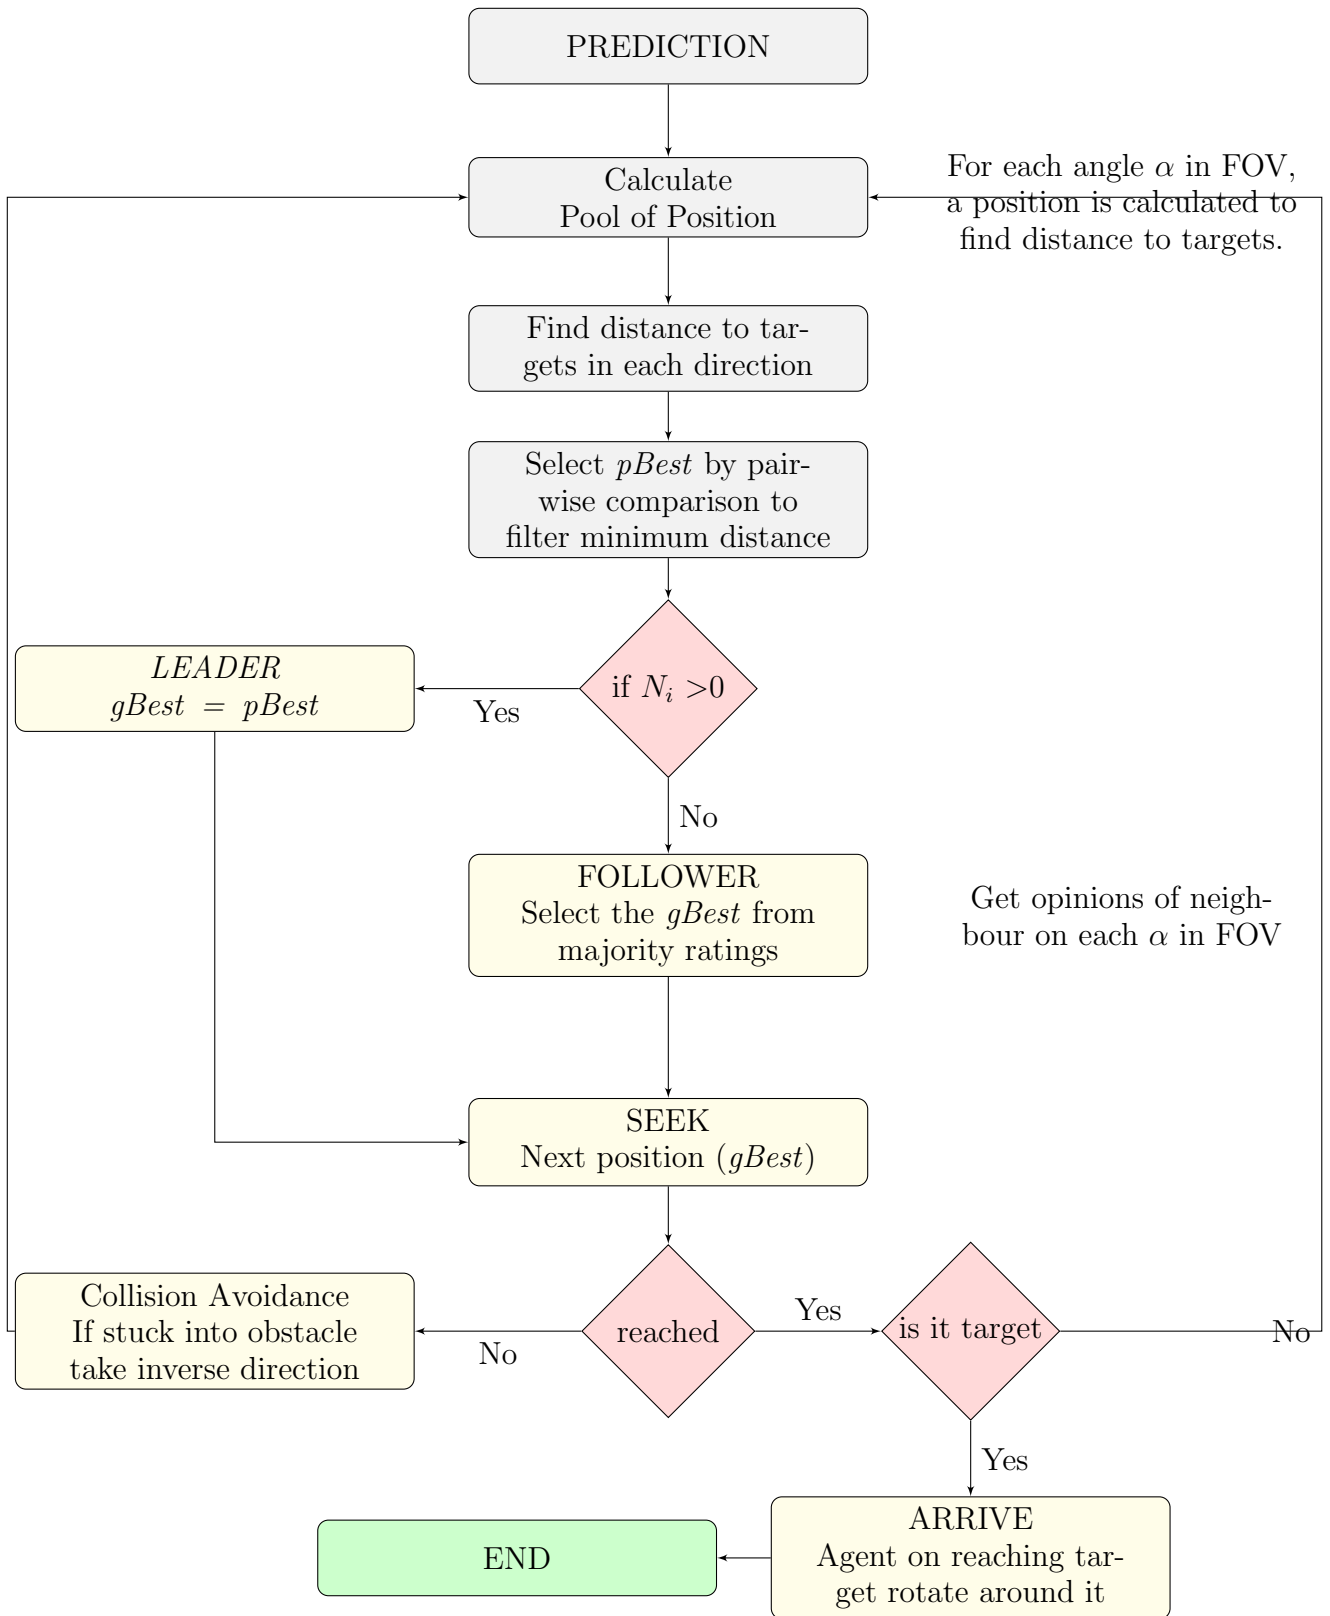 PREDICTION
Calculate
Pool of Position
For each angle α in FOV,
a position is calculated to
find distance to targets.
Find distance to tar-
gets in each direction
Select pBest by pair-
wise comparison to
filter minimum distance
if Nᵢ >0
Yes
LEADER
gBest = pBest
No
FOLLOWER
Select the gBest from
majority ratings
Get opinions of neigh-
bour on each α in FOV
SEEK
Next position (gBest)
Collision Avoidance
If stuck into obstacle
take inverse direction
No
reached
Yes
is it target
No
Yes
ARRIVE
Agent on reaching tar-
get rotate around it
END